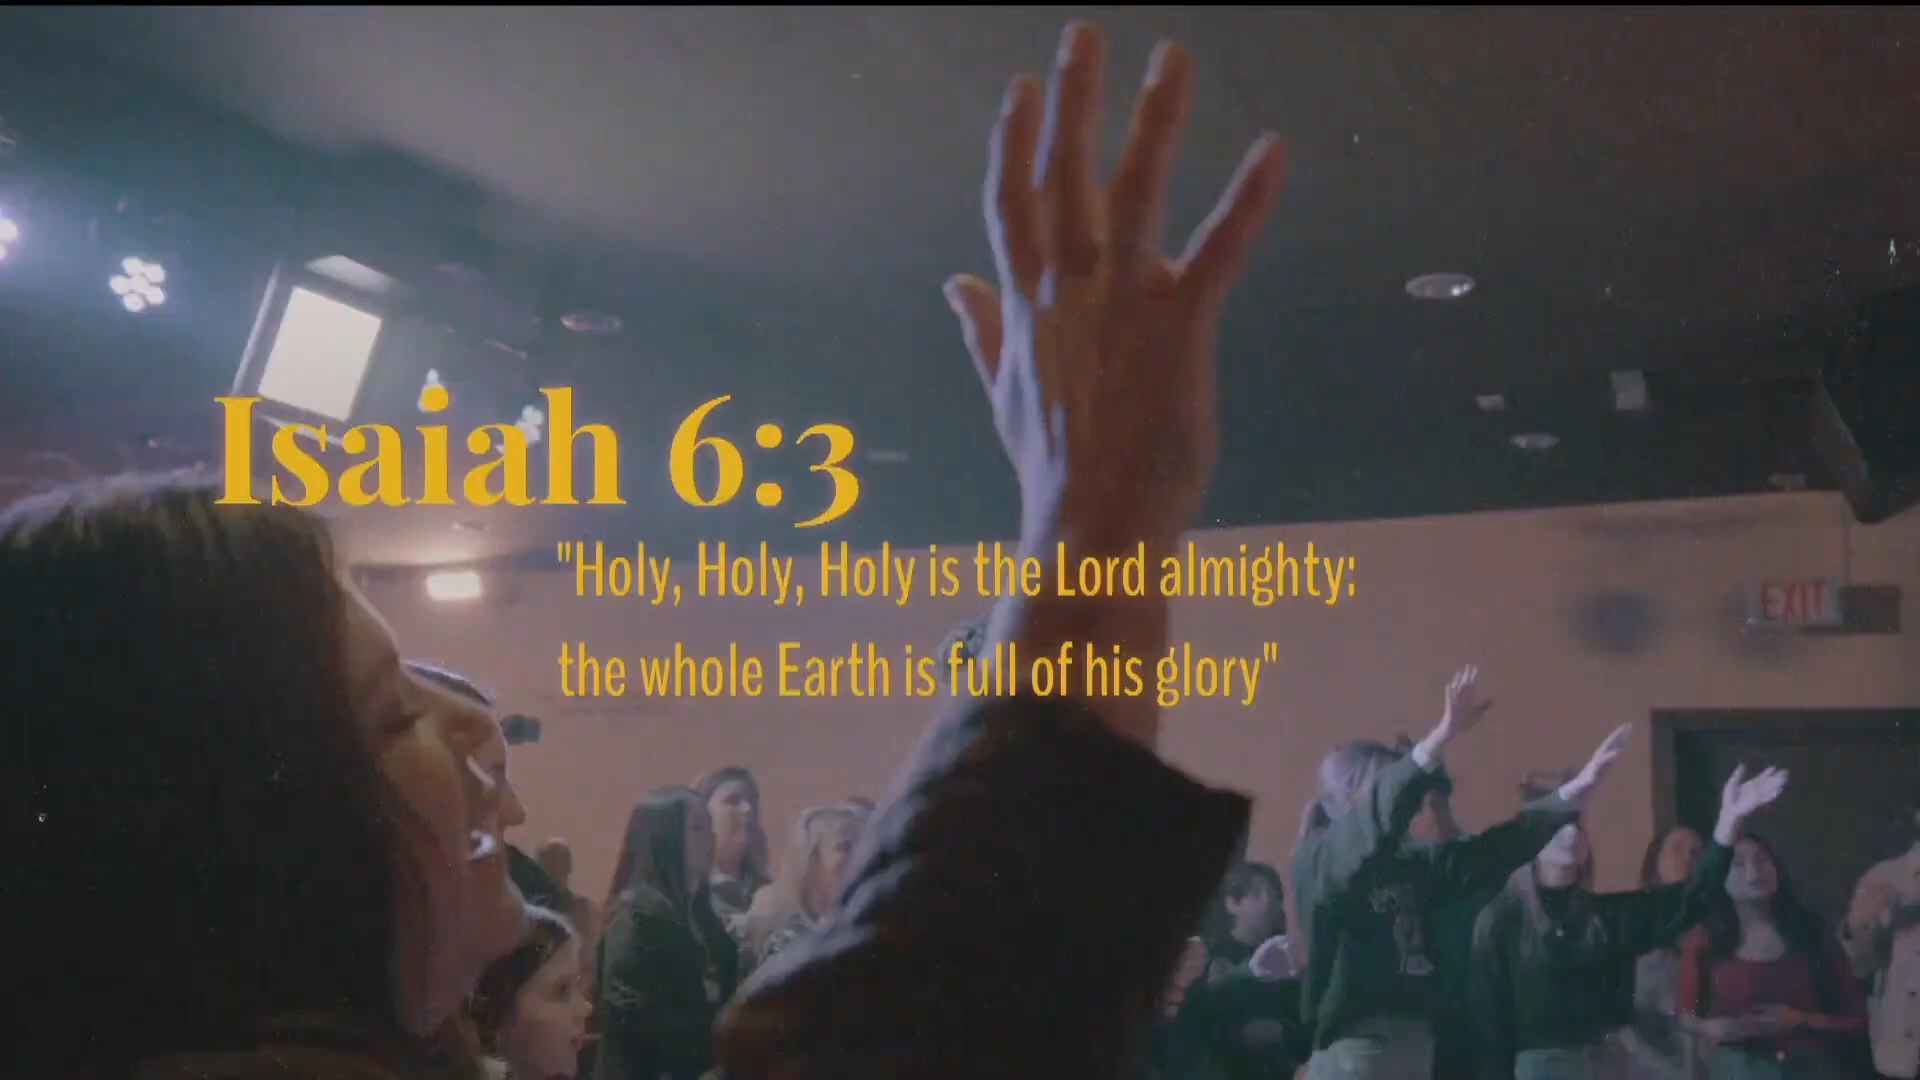 Isaiah 6:3
"Holy, Holy, Holy is the Lord almighty:
the whole Earth is full of his glory"
EXIT